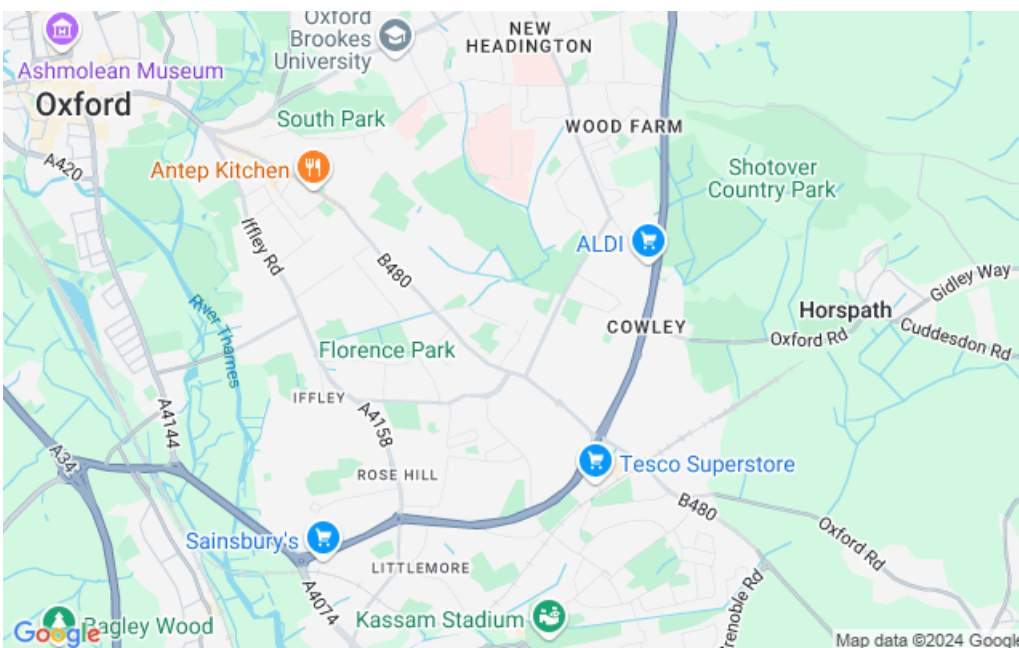 Oxford
Brookes
University
NEW
HEADINGTON
Ashmolean Museum
Oxford
South Park
WOOD FARM
A420
Antep Kitchen
Shotover
Country Park
Iffley Rd
ALDI
B480
Gidley Way
River Thames
Horspath
COWLEY
Oxford Rd
Cuddesdon Rd
Florence Park
IFFLEY
A4144
A4158
A34
ROSE HILL
Tesco Superstore
B480
Oxford Rd
Sainsbury's
LITTLEMORE
A4074
Kassam Stadium
Bagley Wood
Google
Map data ©2024 Google